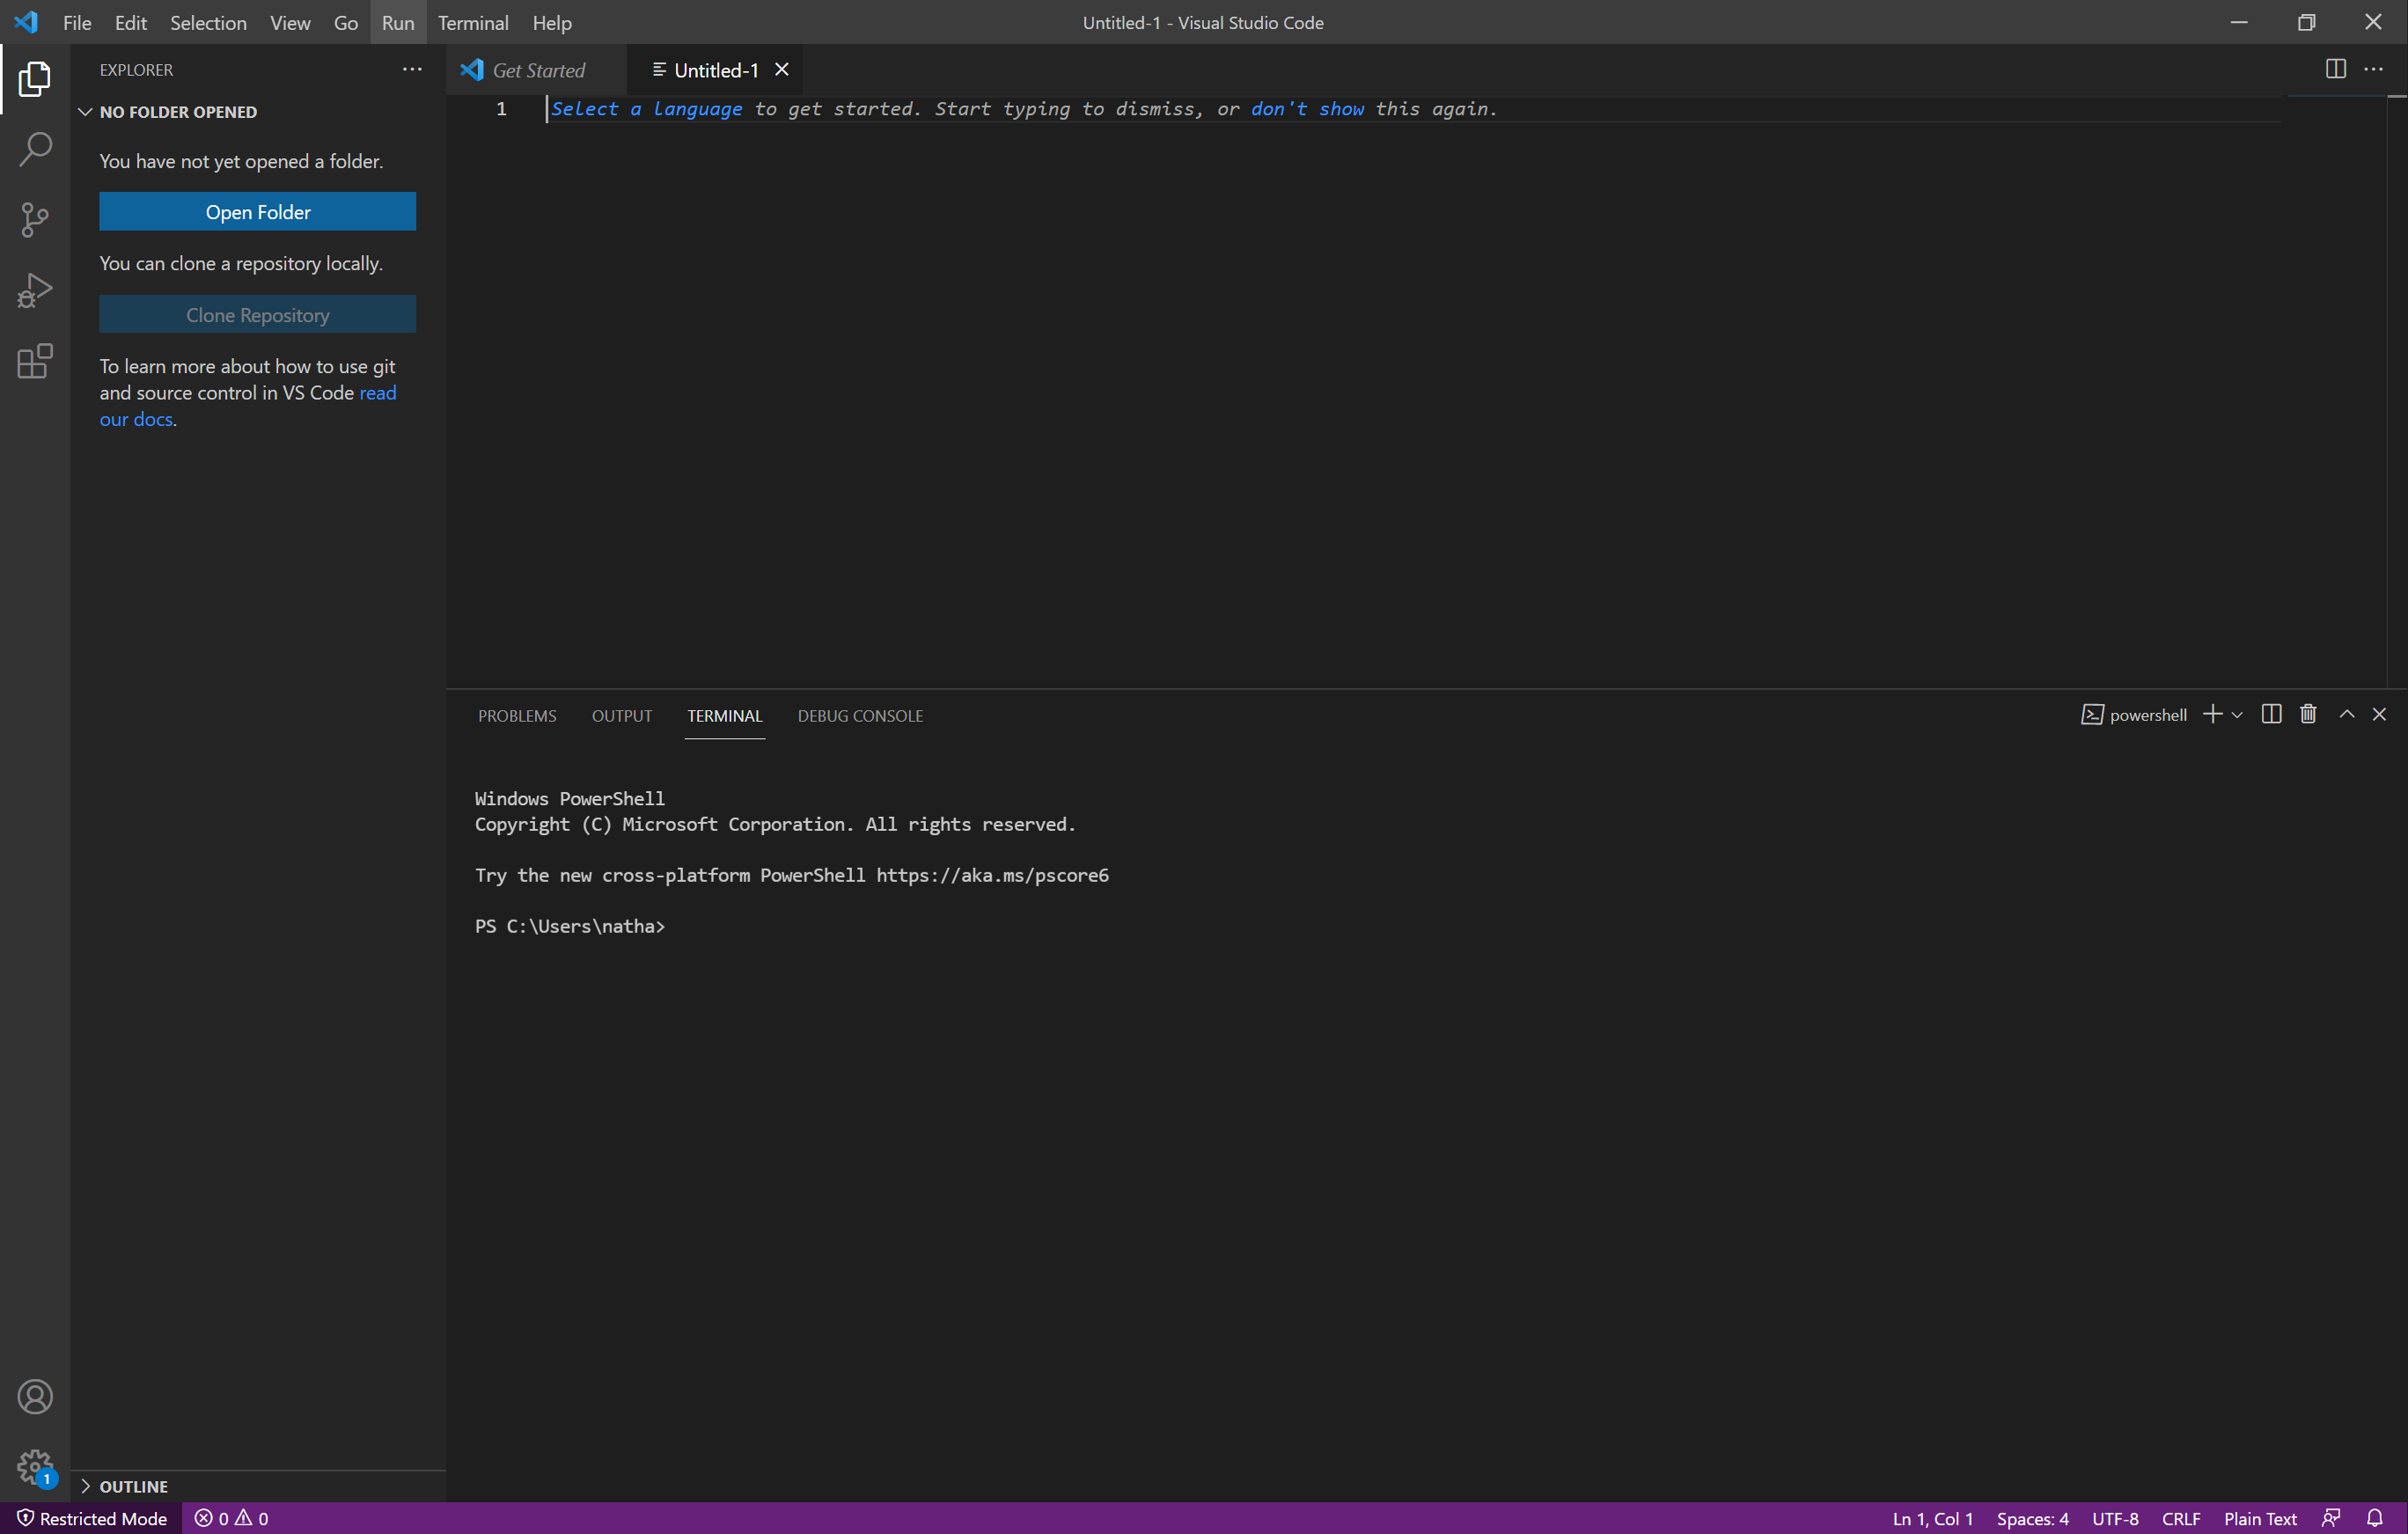 File Edit Selection View Go Run Terminal Help
Untitled-1 - Visual Studio Code
EXPLORER
NO FOLDER OPENED
You have not yet opened a folder.
Open Folder
You can clone a repository locally.
Clone Repository
To learn more about how to use git
and source control in VS Code read
our docs.
OUTLINE
Get Started
Untitled-1
1 Select a language to get started. Start typing to dismiss, or don't show this again.
PROBLEMS OUTPUT TERMINAL DEBUG CONSOLE
powershell
Windows PowerShell
Copyright (C) Microsoft Corporation. All rights reserved.
Try the new cross-platform PowerShell https://aka.ms/pscore6
PS C:\Users\natha>
1
Restricted Mode 0 0
Ln 1, Col 1 Spaces: 4 UTF-8 CRLF Plain Text